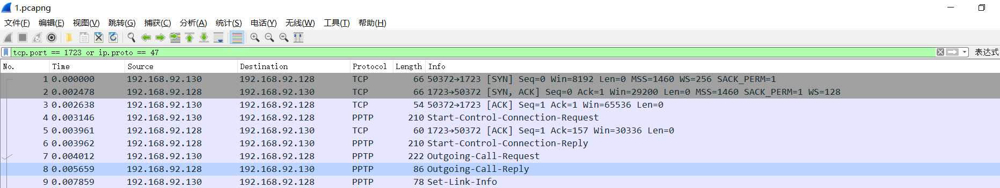 1.pcapng
文件(F) 编辑(E) 视图(V) 跳转(G) 捕获(C) 分析(A) 统计(S) 电话(Y) 无线(W) 工具(T) 帮助(H)
tcp.port == 1723 or ip.proto == 47 表达式
No. Time Source Destination Protocol Length Info
1 0.000000 192.168.92.130 192.168.92.128 TCP 66 50372→1723 [SYN] Seq=0 Win=8192 Len=0 MSS=1460 WS=256 SACK_PERM=1
2 0.002478 192.168.92.128 192.168.92.130 TCP 66 1723→50372 [SYN, ACK] Seq=0 Ack=1 Win=29200 Len=0 MSS=1460 SACK_PERM=1 WS=128
3 0.002638 192.168.92.130 192.168.92.128 TCP 54 50372→1723 [ACK] Seq=1 Ack=1 Win=65536 Len=0
4 0.003146 192.168.92.130 192.168.92.128 PPTP 210 Start-Control-Connection-Request
5 0.003961 192.168.92.128 192.168.92.130 TCP 60 1723→50372 [ACK] Seq=1 Ack=157 Win=30336 Len=0
6 0.003962 192.168.92.128 192.168.92.130 PPTP 210 Start-Control-Connection-Reply
7 0.004012 192.168.92.130 192.168.92.128 PPTP 222 Outgoing-Call-Request
8 0.005659 192.168.92.128 192.168.92.130 PPTP 86 Outgoing-Call-Reply
9 0.007859 192.168.92.130 192.168.92.128 PPTP 78 Set-Link-Info